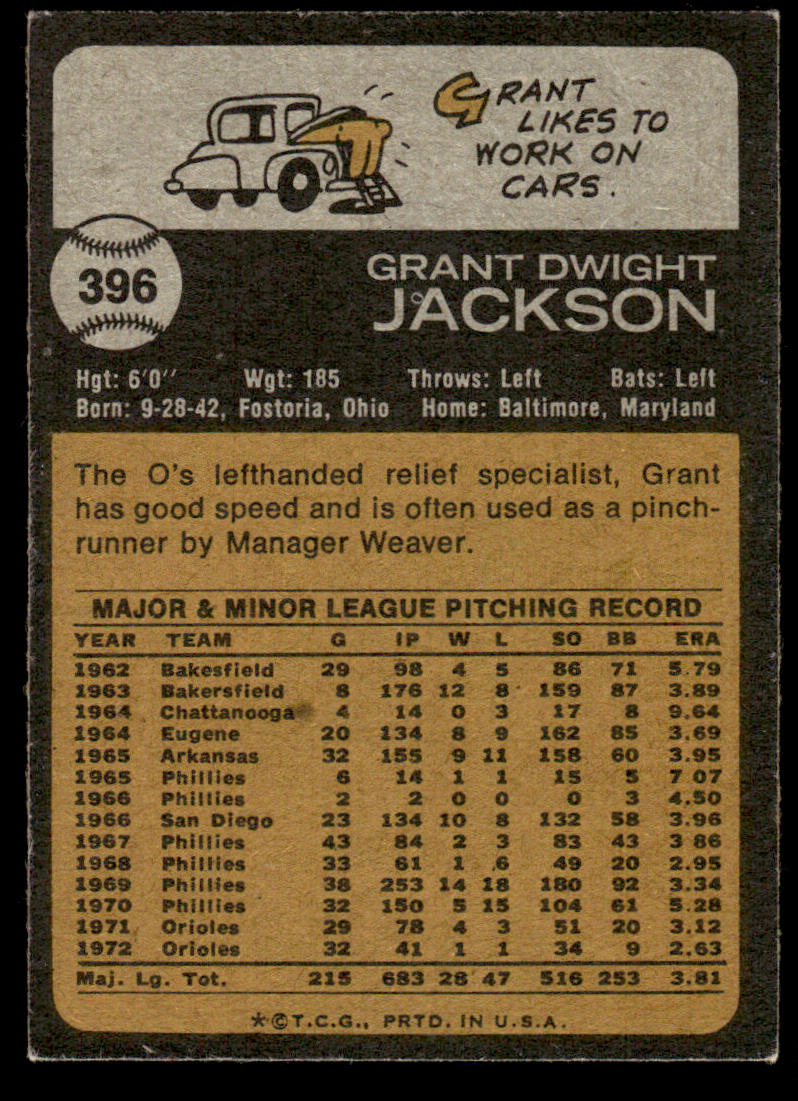 GRANT
LIKES TO
WORK ON
CARS.
396
GRANT DWIGHT
JACKSON
Hgt: 6'0" Wgt: 185 Throws: Left Bats: Left
Born: 9-28-42, Fostoria, Ohio Home: Baltimore, Maryland
The O's lefthanded relief specialist, Grant
has good speed and is often used as a pinch-
runner by Manager Weaver.
MAJOR & MINOR LEAGUE PITCHING RECORD
YEAR TEAM G IP W L SO BB ERA
1962 Bakesfield 29 98 4 5 86 71 5.79
1963 Bakersfield 8 176 12 8 159 87 3.89
1964 Chattanooga 4 14 0 3 17 8 9.64
1964 Eugene 20 134 8 9 162 85 3.69
1965 Arkansas 32 155 9 11 158 60 3.95
1965 Phillies 6 14 1 1 15 5 7 07
1966 Phillies 2 2 0 0 0 3 4.50
1966 San Diego 23 134 10 8 132 58 3.96
1967 Phillies 43 84 2 3 83 43 3 86
1968 Phillies 33 61 1 6 49 20 2.95
1969 Phillies 38 253 14 18 180 92 3.34
1970 Phillies 32 150 5 15 104 61 5.28
1971 Orioles 29 78 4 3 51 20 3.12
1972 Orioles 32 41 1 1 34 9 2.63
Maj. Lg. Tot. 215 683 28 47 516 253 3.81
*©T.C.G., PRTD. IN U.S.A.